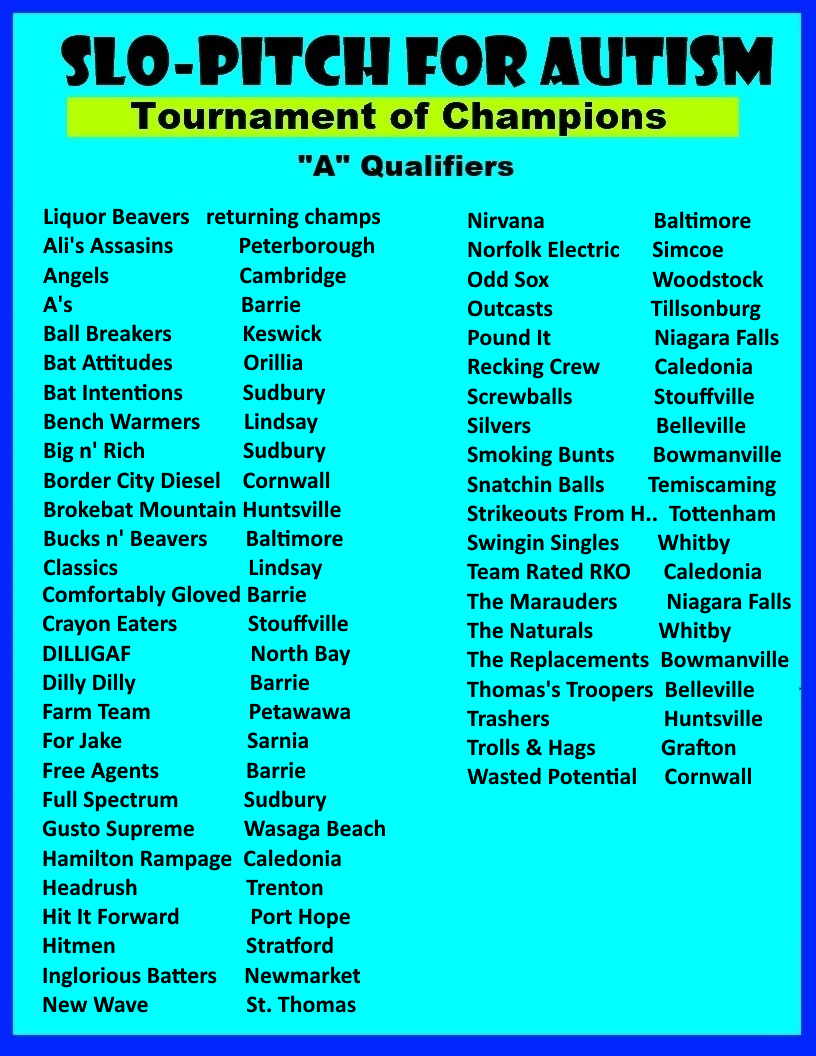 SLO-PITCH FOR AUTISM
Tournament of Champions
"A" Qualifiers
Liquor Beavers returning champs
Ali's Assasins Peterborough
Angels Cambridge
A's Barrie
Ball Breakers Keswick
Bat Attitudes Orillia
Bat Intentions Sudbury
Bench Warmers Lindsay
Big n' Rich Sudbury
Border City Diesel Cornwall
Brokebat Mountain Huntsville
Bucks n' Beavers Baltimore
Classics Lindsay
Comfortably Gloved Barrie
Crayon Eaters Stouffville
DILLIGAF North Bay
Dilly Dilly Barrie
Farm Team Petawawa
For Jake Sarnia
Free Agents Barrie
Full Spectrum Sudbury
Gusto Supreme Wasaga Beach
Hamilton Rampage Caledonia
Headrush Trenton
Hit It Forward Port Hope
Hitmen Stratford
Inglorious Batters Newmarket
New Wave St. Thomas
Nirvana Baltimore
Norfolk Electric Simcoe
Odd Sox Woodstock
Outcasts Tillsonburg
Pound It Niagara Falls
Recking Crew Caledonia
Screwballs Stouffville
Silvers Belleville
Smoking Bunts Bowmanville
Snatchin Balls Temiscaming
Strikeouts From H.. Tottenham
Swingin Singles Whitby
Team Rated RKO Caledonia
The Marauders Niagara Falls
The Naturals Whitby
The Replacements Bowmanville
Thomas's Troopers Belleville
Trashers Huntsville
Trolls & Hags Grafton
Wasted Potential Cornwall